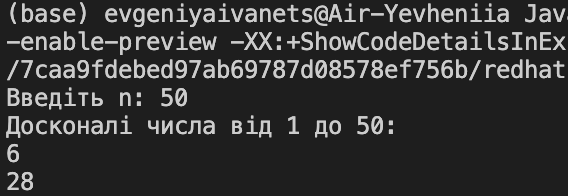 (base) evgeniyaivanets@Air-Yevheniia Jav
-enable-preview -XX:+ShowCodeDetailsInEx
/7caa9fdebed97ab69787d08578ef756b/redhat
Введіть n: 50
Досконалі числа від 1 до 50:
6
28